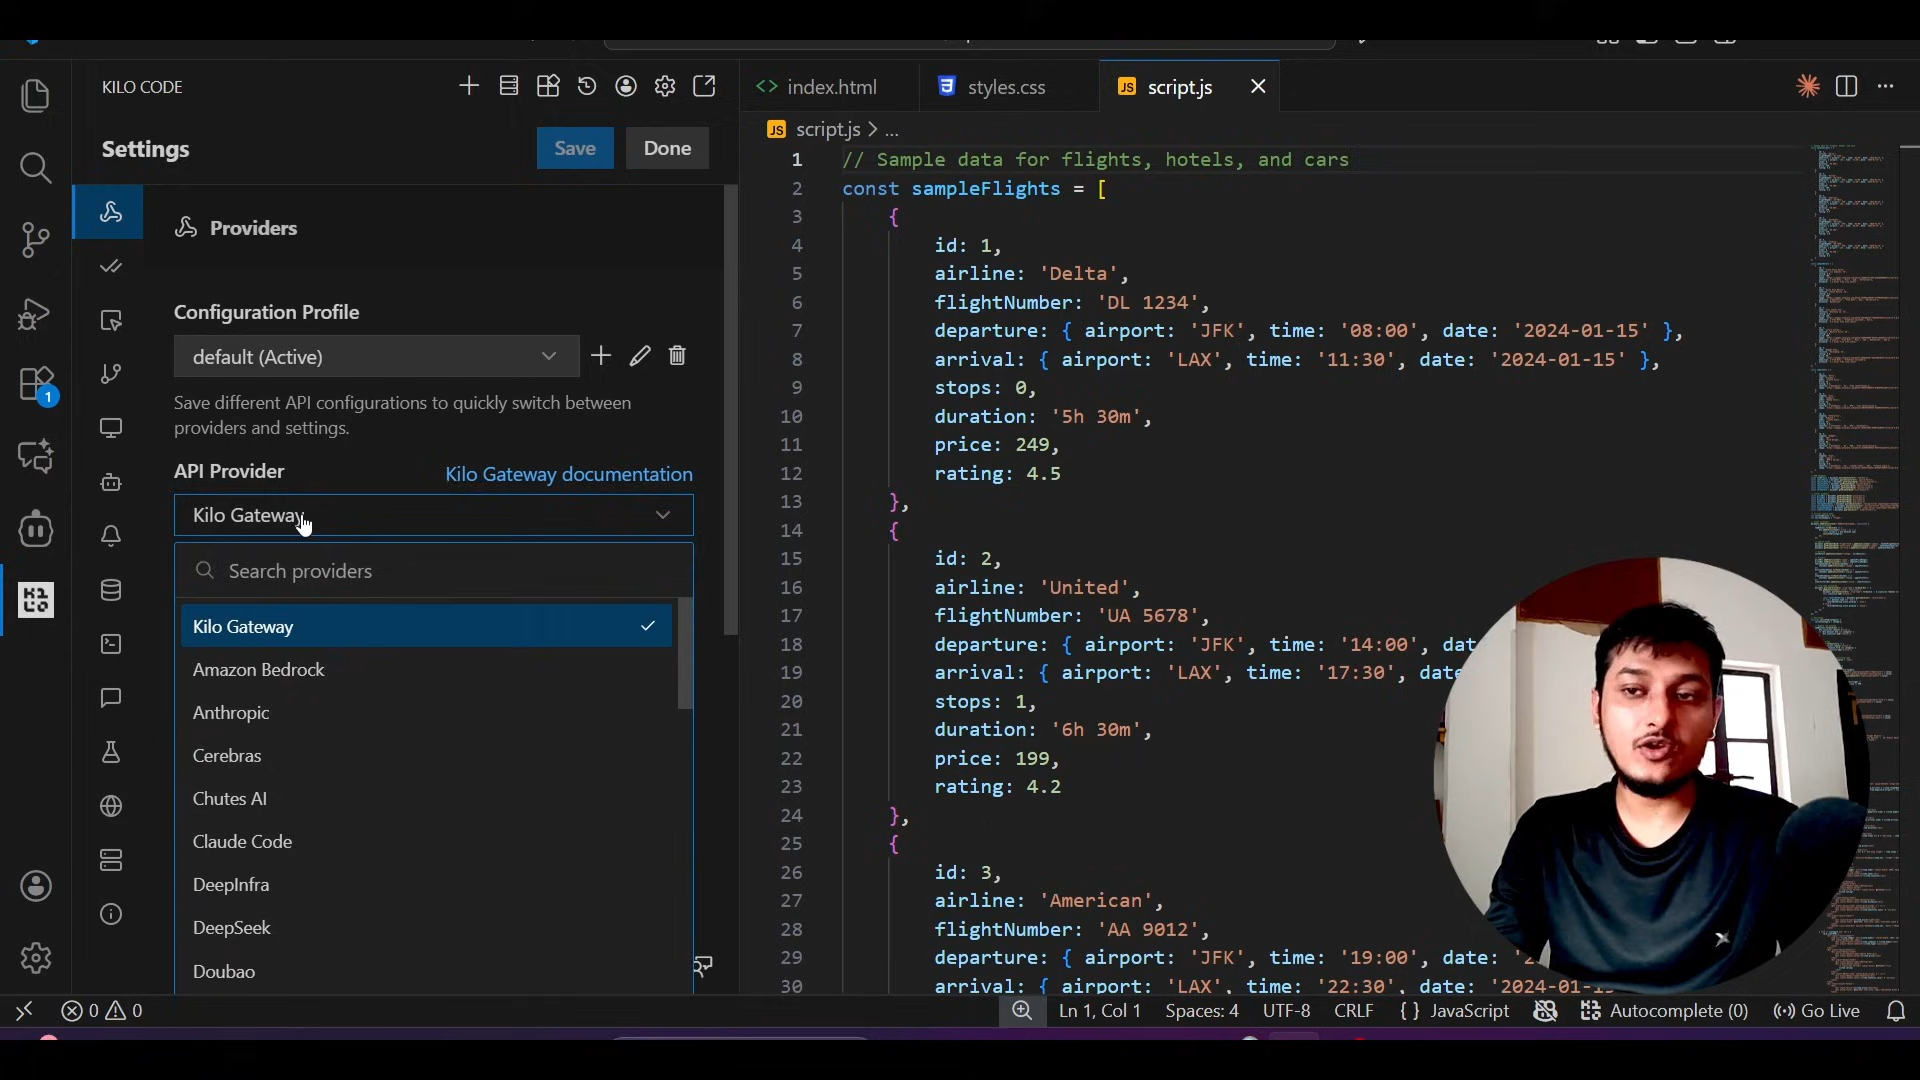 KILO CODE
Settings
Save
Done
Providers
Configuration Profile
default (Active)
Save different API configurations to quickly switch between
providers and settings.
API Provider
Kilo Gateway documentation
Kilo Gateway
Search providers
Kilo Gateway
Amazon Bedrock
Anthropic
Cerebras
Chutes AI
Claude Code
DeepInfra
DeepSeek
Doubao
1
index.html
styles.css
JS script.js
JS script.js > ...
1 // Sample data for flights, hotels, and cars
2 const sampleFlights = [
3 {
4 id: 1,
5 airline: 'Delta',
6 flightNumber: 'DL 1234',
7 departure: { airport: 'JFK', time: '08:00', date: '2024-01-15' },
8 arrival: { airport: 'LAX', time: '11:30', date: '2024-01-15' },
9 stops: 0,
10 duration: '5h 30m',
11 price: 249,
12 rating: 4.5
13 },
14 {
15 id: 2,
16 airline: 'United',
17 flightNumber: 'UA 5678',
18 departure: { airport: 'JFK', time: '14:00', dat
19 arrival: { airport: 'LAX', time: '17:30', date
20 stops: 1,
21 duration: '6h 30m',
22 price: 199,
23 rating: 4.2
24 },
25 {
26 id: 3,
27 airline: 'American',
28 flightNumber: 'AA 9012',
29 departure: { airport: 'JFK', time: '19:00', date: '2
30 arrival: { airport: 'LAX', time: '22:30', date: '2024-01-15
0 0
Ln 1, Col 1
Spaces: 4
UTF-8
CRLF
{ } JavaScript
Autocomplete (0)
Go Live